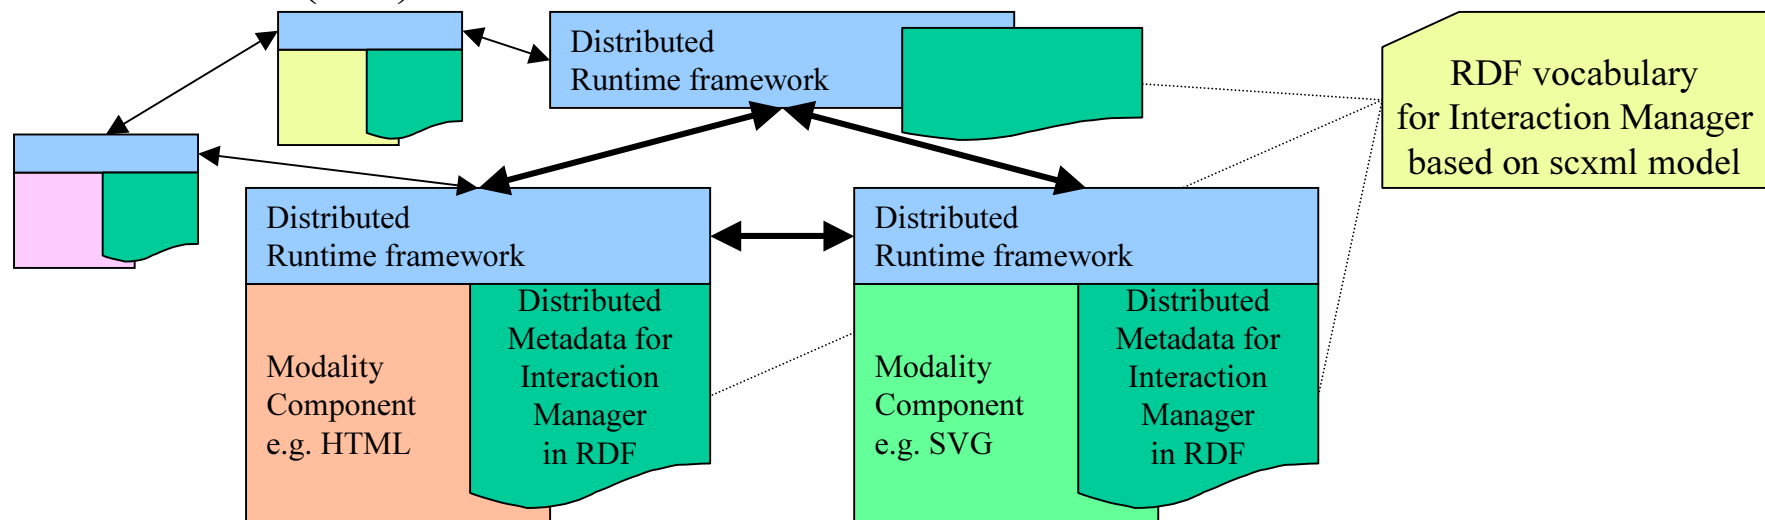 Distributed
Runtime framework
RDF vocabulary
for Interaction Manager
based on scxml model
Distributed
Runtime framework
Distributed
Runtime framework
Modality
Component
e.g. HTML
Distributed
Metadata for
Interaction
Manager
in RDF
Modality
Component
e.g. SVG
Distributed
Metadata for
Interaction
Manager
in RDF